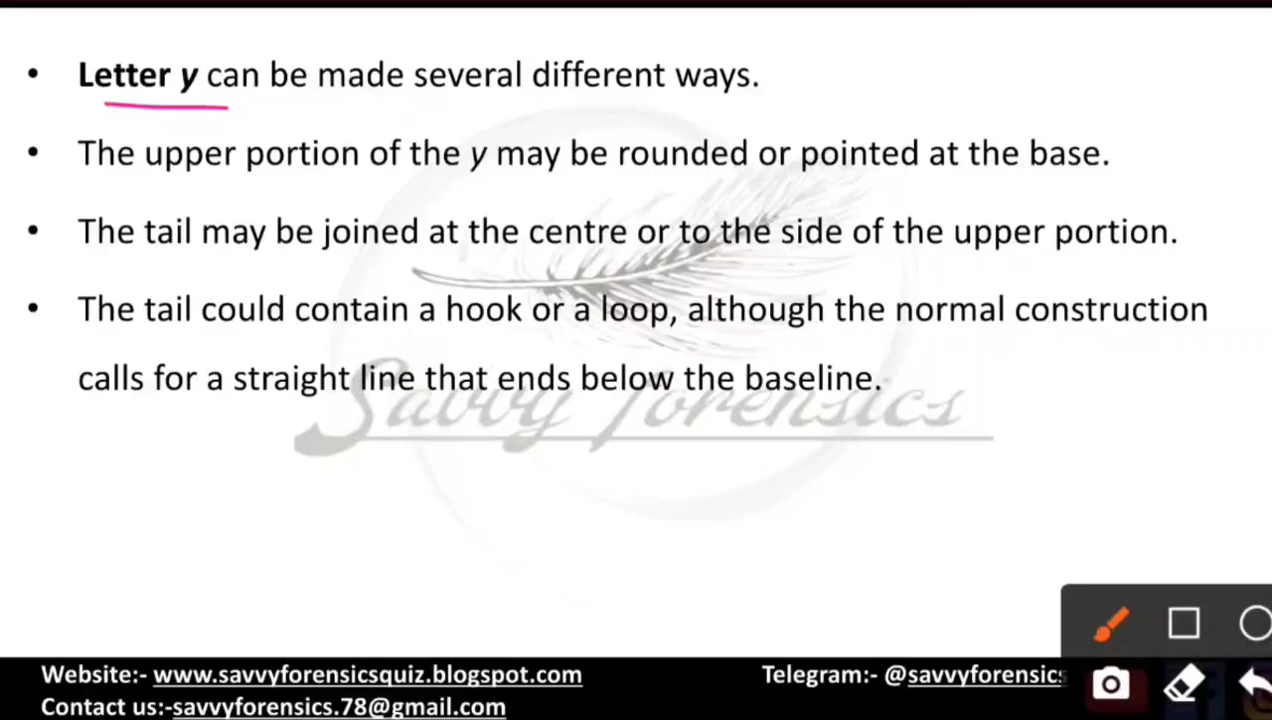 • Letter y can be made several different ways.
• The upper portion of the y may be rounded or pointed at the base.
• The tail may be joined at the centre or to the side of the upper portion.
• The tail could contain a hook or a loop, although the normal construction
calls for a straight line that ends below the baseline.
Savvy forensics
Website:- www.savvyforensicsquiz.blogspot.com Telegram:- @savvyforensics
Contact us:-savvyforensics.78@gmail.com